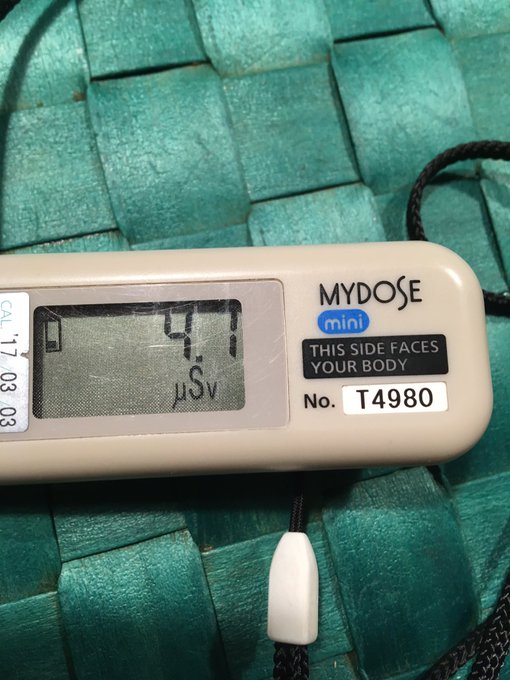 CAL. '17 03 03
4.7
μSv
MYDOSE
mini
THIS SIDE FACES
YOUR BODY
No. T4980